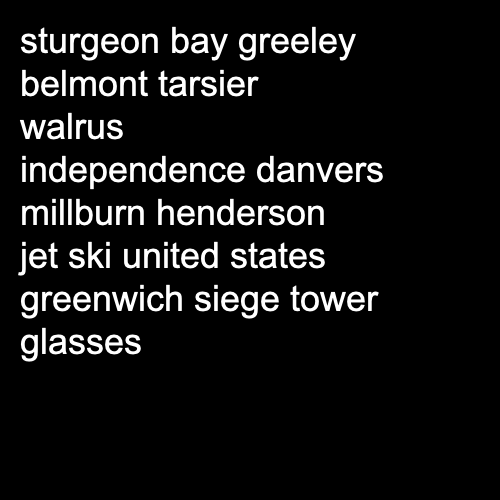 sturgeon bay greeley
belmont tarsier
walrus
independence danvers
millburn henderson
jet ski united states
greenwich siege tower
glasses